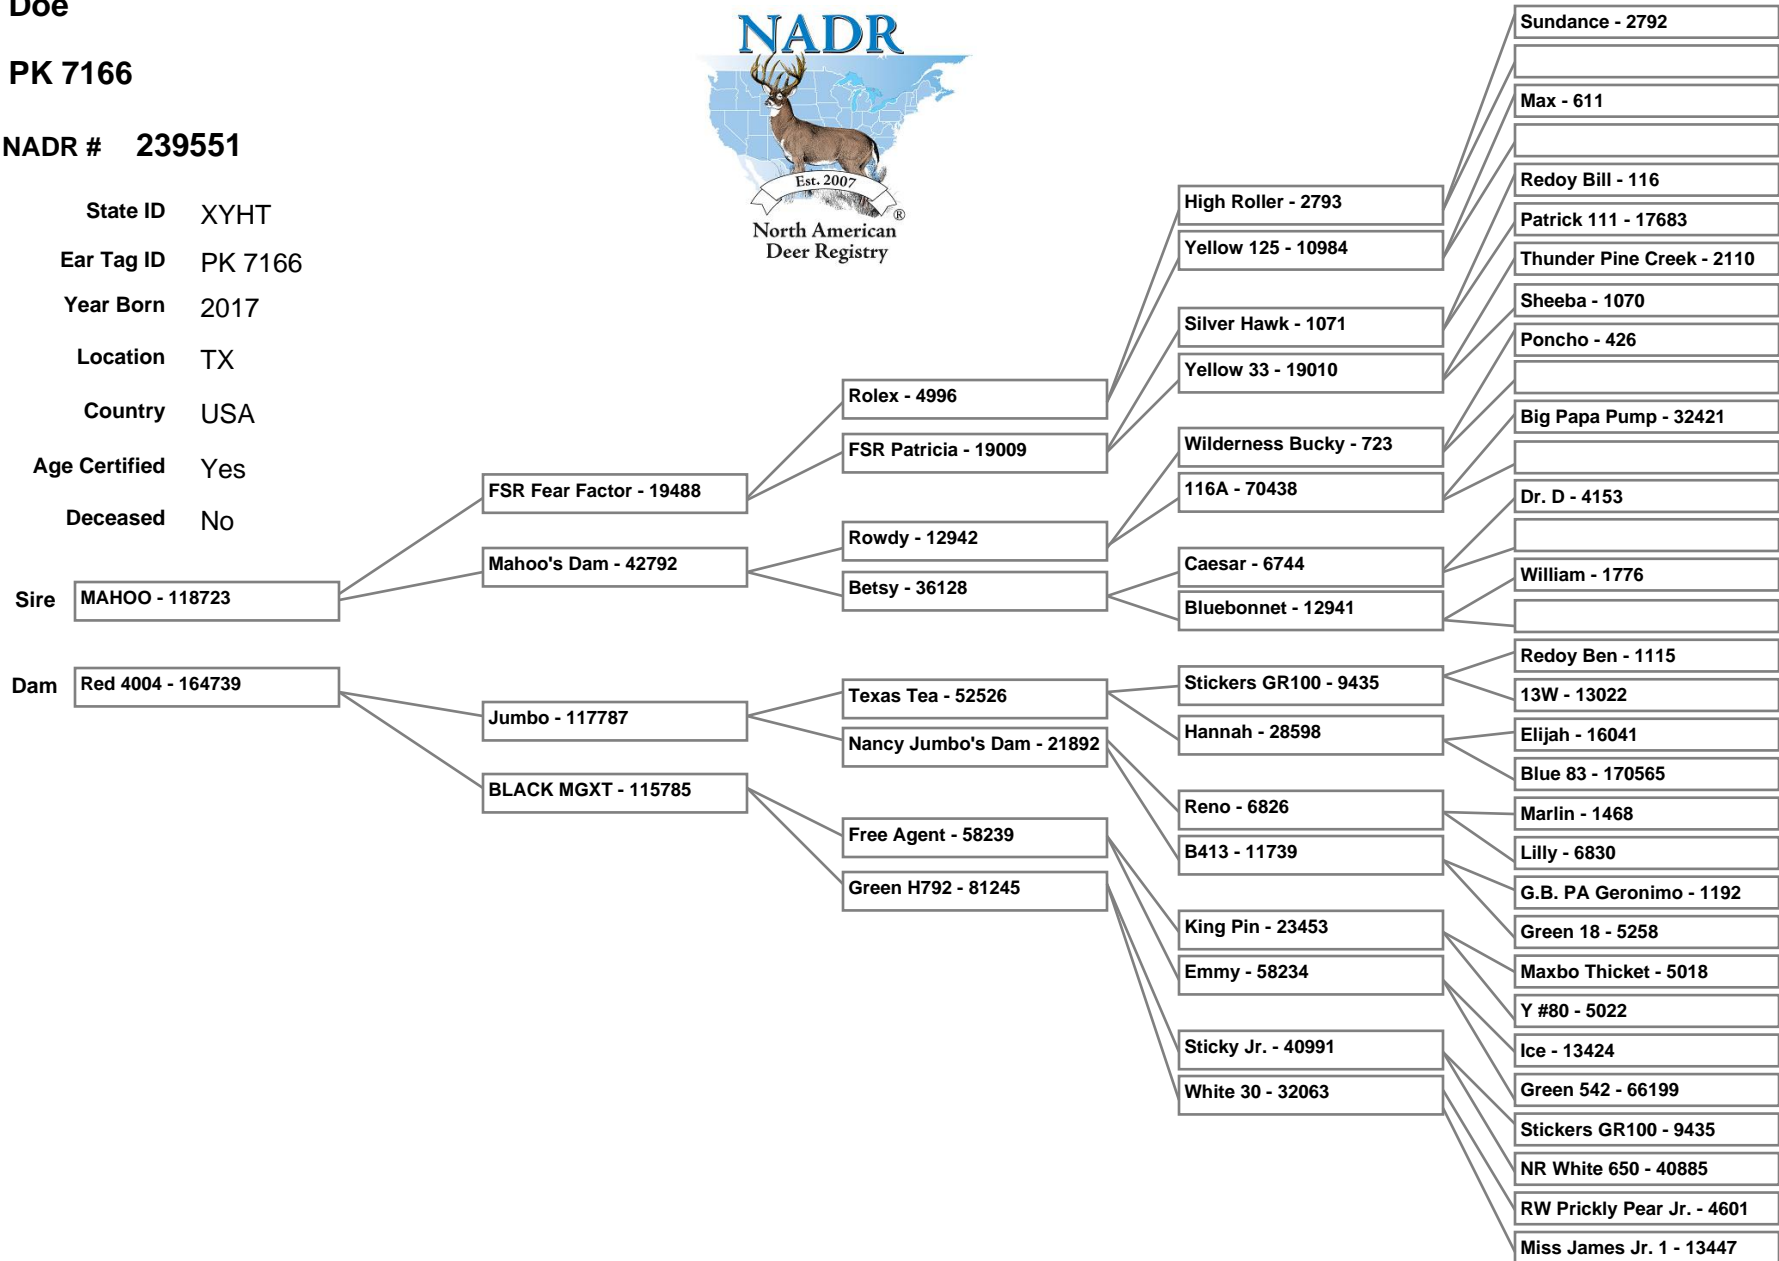 Doe
PK 7166
NADR # 239551
State ID XYHT
Ear Tag ID PK 7166
Year Born 2017
Location TX
Country USA
Age Certified Yes
Deceased No
NADR
Est. 2007
®
North American
Deer Registry
Sire MAHOO - 118723
Dam Red 4004 - 164739
FSR Fear Factor - 19488
Mahoo's Dam - 42792
Jumbo - 117787
BLACK MGXT - 115785
Rolex - 4996
FSR Patricia - 19009
Rowdy - 12942
Betsy - 36128
Texas Tea - 52526
Nancy Jumbo's Dam - 21892
Free Agent - 58239
Green H792 - 81245
High Roller - 2793
Yellow 125 - 10984
Silver Hawk - 1071
Yellow 33 - 19010
Wilderness Bucky - 723
116A - 70438
Caesar - 6744
Bluebonnet - 12941
Stickers GR100 - 9435
Hannah - 28598
Reno - 6826
B413 - 11739
King Pin - 23453
Emmy - 58234
Sticky Jr. - 40991
White 30 - 32063
Sundance - 2792
Max - 611
Redoy Bill - 116
Patrick 111 - 17683
Thunder Pine Creek - 2110
Sheeba - 1070
Poncho - 426
Big Papa Pump - 32421
Dr. D - 4153
William - 1776
Redoy Ben - 1115
13W - 13022
Elijah - 16041
Blue 83 - 170565
Marlin - 1468
Lilly - 6830
G.B. PA Geronimo - 1192
Green 18 - 5258
Maxbo Thicket - 5018
Y #80 - 5022
Ice - 13424
Green 542 - 66199
Stickers GR100 - 9435
NR White 650 - 40885
RW Prickly Pear Jr. - 4601
Miss James Jr. 1 - 13447